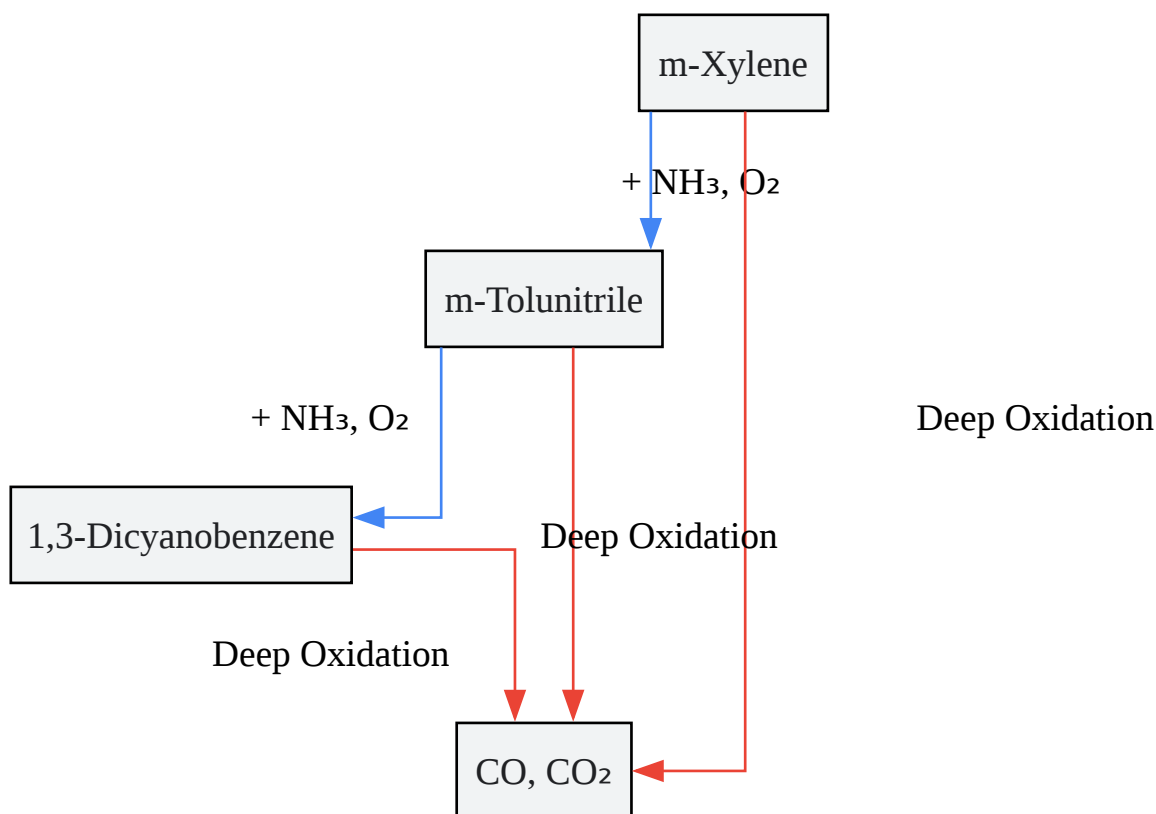 m-Xylene
+ NH₃, O₂
m-Tolunitrile
+ NH₃, O₂
Deep Oxidation
1,3-Dicyanobenzene
Deep Oxidation
Deep Oxidation
CO, CO₂